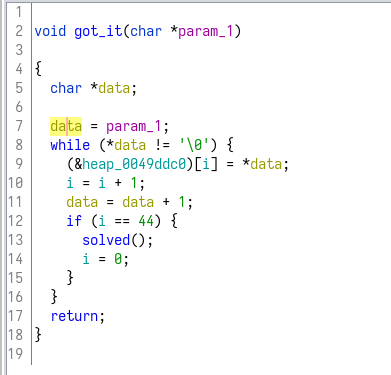 1
2 void got_it(char *param_1)
3
4 {
5   char *data;
6
7   data = param_1;
8   while (*data != '\0') {
9     (&heap_0049ddc0)[i] = *data;
10     i = i + 1;
11     data = data + 1;
12     if (i == 44) {
13       solved();
14       i = 0;
15     }
16   }
17   return;
18 }
19